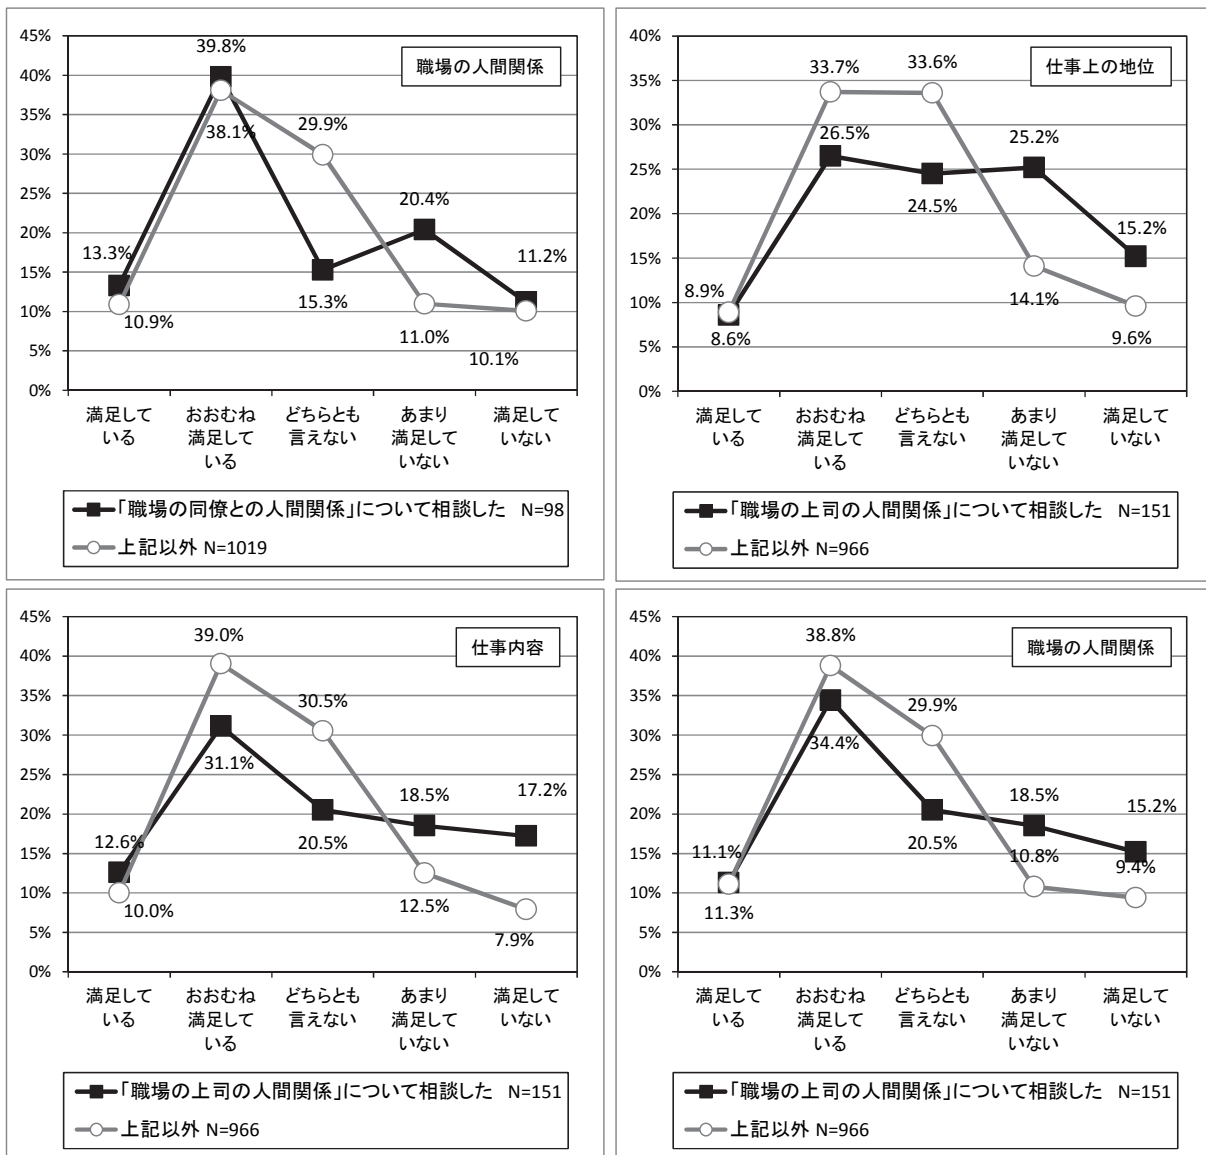 職場の人間関係
45%
40%
35%
30%
25%
20%
15%
10%
5%
0%
39.8%
38.1%
29.9%
20.4%
13.3%
11.2%
10.9%
15.3%
11.0%
10.1%
満足して
いる
おおむね
満足して
いる
どちらとも
言えない
あまり
満足して
いない
満足して
いない
「職場の同僚との人間関係」について相談した N=98
上記以外 N=1019
仕事上の地位
40%
35%
30%
25%
20%
15%
10%
5%
0%
33.7%
33.6%
26.5%
25.2%
24.5%
15.2%
8.9%
14.1%
8.6%
9.6%
満足して
いる
おおむね
満足して
いる
どちらとも
言えない
あまり
満足して
いない
満足して
いない
「職場の上司の人間関係」について相談した N=151
上記以外 N=966
仕事内容
45%
40%
35%
30%
25%
20%
15%
10%
5%
0%
39.0%
30.5%
31.1%
18.5%
17.2%
12.6%
20.5%
10.0%
12.5%
7.9%
満足して
いる
おおむね
満足して
いる
どちらとも
言えない
あまり
満足して
いない
満足して
いない
「職場の上司の人間関係」について相談した N=151
上記以外 N=966
職場の人間関係
45%
40%
35%
30%
25%
20%
15%
10%
5%
0%
38.8%
29.9%
34.4%
18.5%
15.2%
11.1%
20.5%
10.8%
9.4%
11.3%
満足して
いる
おおむね
満足して
いる
どちらとも
言えない
あまり
満足して
いない
満足して
いない
「職場の上司の人間関係」について相談した N=151
上記以外 N=966